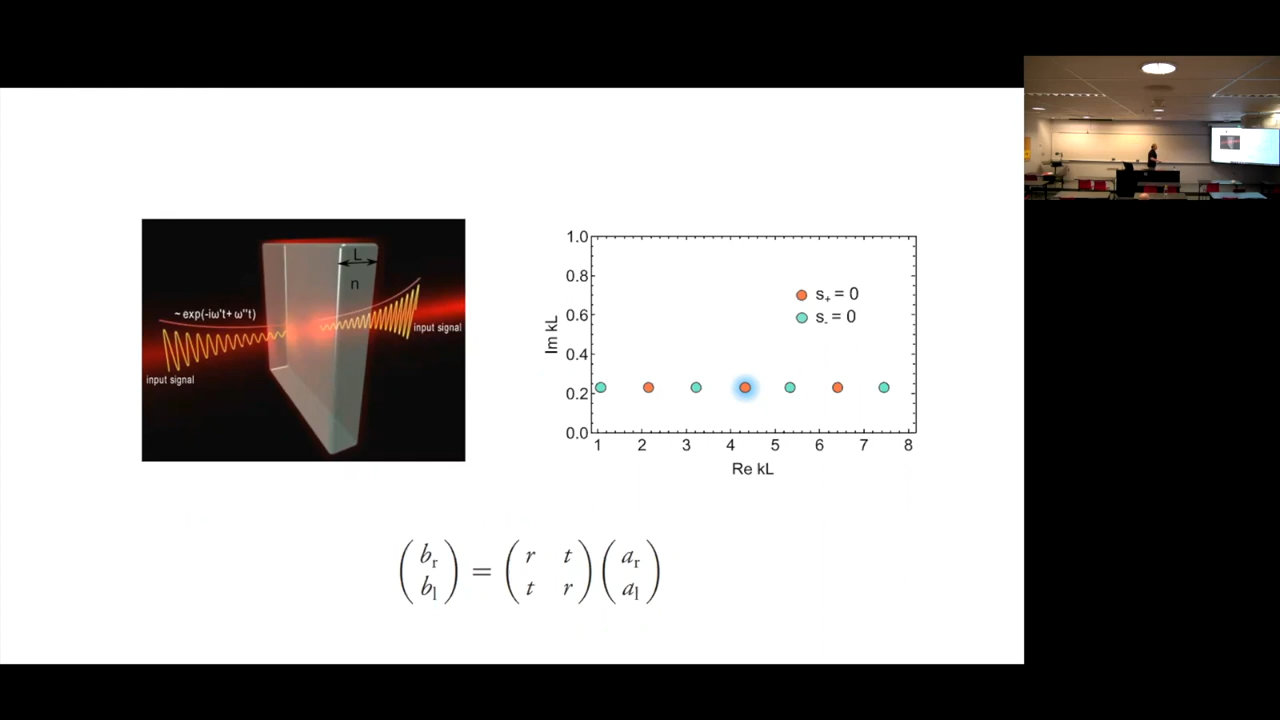 L
n
~ exp(-iω't+ ω''t)
input signal
input signal
1.0
0.8
0.6
0.4
0.2
0.0
Im kL
s+ = 0
s- = 0
1 2 3 4 5 6 7 8
Re kL
(br bl) = (r t t r) (ar al)